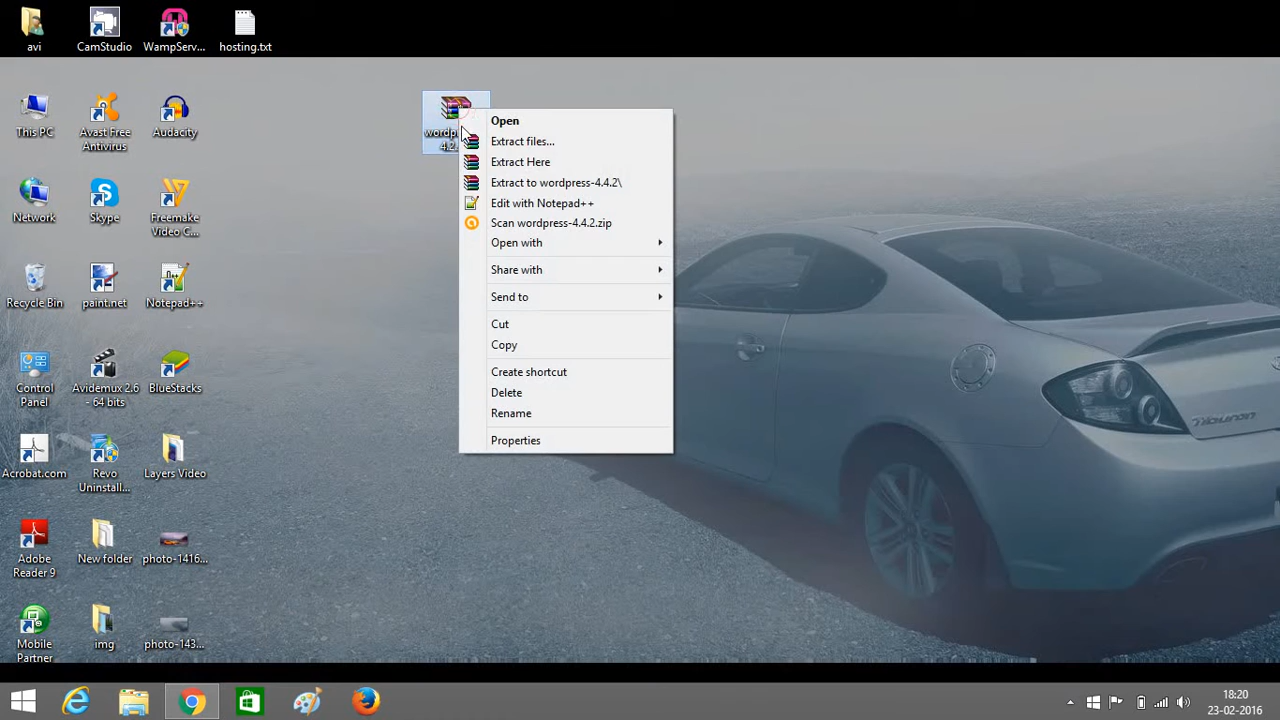 avi
CamStudio
WampServ...
hosting.txt
This PC
Avast Free
Antivirus
Audacity
Network
Skype
Freemake
Video C...
Recycle Bin
paint.net
Notepad++
Control
Panel
Avidemux 2.6
- 64 bits
BlueStacks
Acrobat.com
Revo
Uninstall...
Layers Video
Adobe
Reader 9
New folder
photo-1416...
Mobile
Partner
img
photo-143...
Open
Extract files...
Extract Here
Extract to wordpress-4.4.2\
Edit with Notepad++
Scan wordpress-4.4.2.zip
Open with
Share with
Send to
Cut
Copy
Create shortcut
Delete
Rename
Properties
18:20
23-02-2016